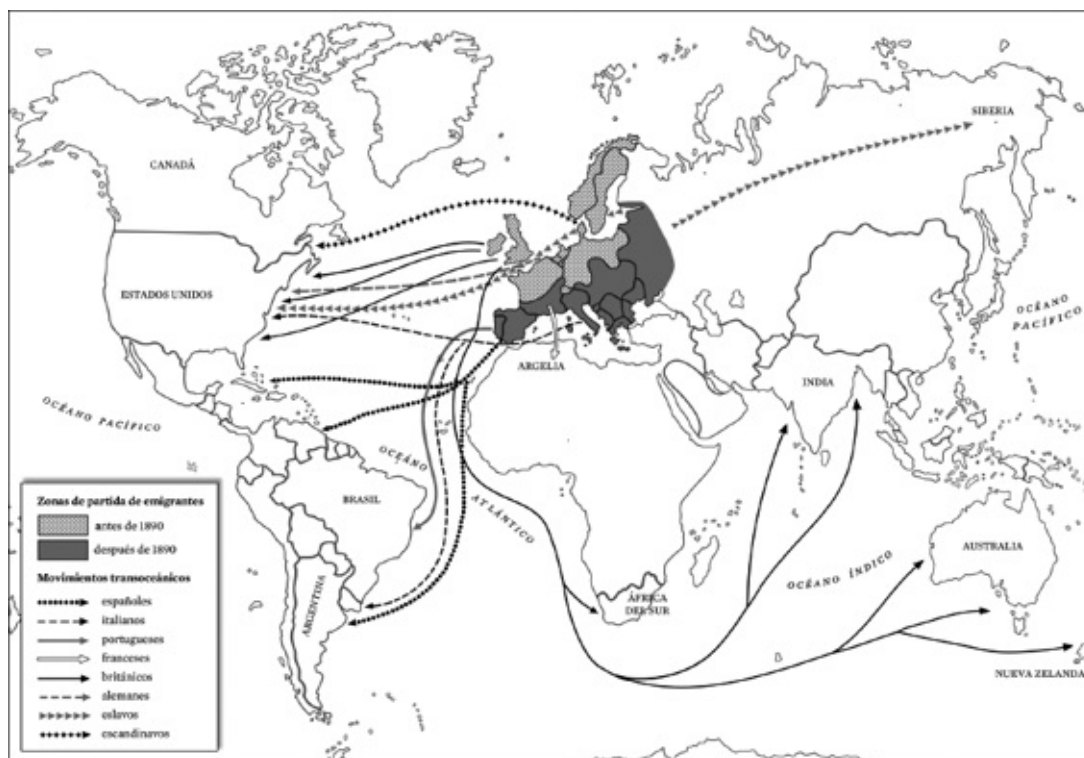 SIBERIA
CANADÁ
ESTADOS UNIDOS
OCÉANO
PACÍFICO
ARGELIA
INDIA
OCÉANO PACÍFICO
OCÉANO
ATLÁNTICO
BRASIL
AUSTRALIA
OCÉANO ÍNDICO
ÁFRICA
DEL SUR
ARGENTINA
NUEVA ZELANDA
Zonas de partida de emigrantes
antes de 1890
después de 1890
Movimientos transoceánicos
españoles
italianos
portugueses
franceses
británicos
alemanes
eslavos
escandinavos